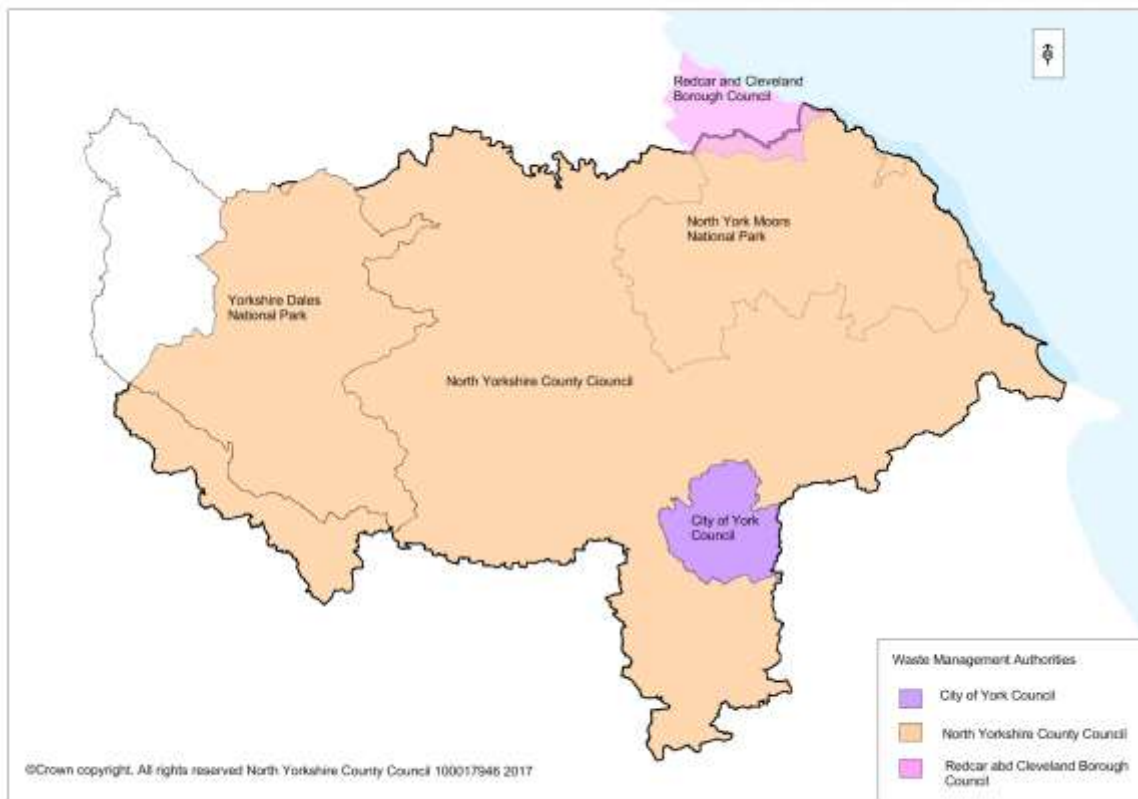 Redcar and Cleveland
Borough Council
North York Moors
National Park
Yorkshire Dales
National Park
North Yorkshire County Ciouncil
City of York
Council
Waste Management Authorities
City of York Council
North Yorkshire County Council
Redcar abd Cleveland Borough
Council
©Crown copyright. All rights reserved North Yorkshire County Council 100017946 2017